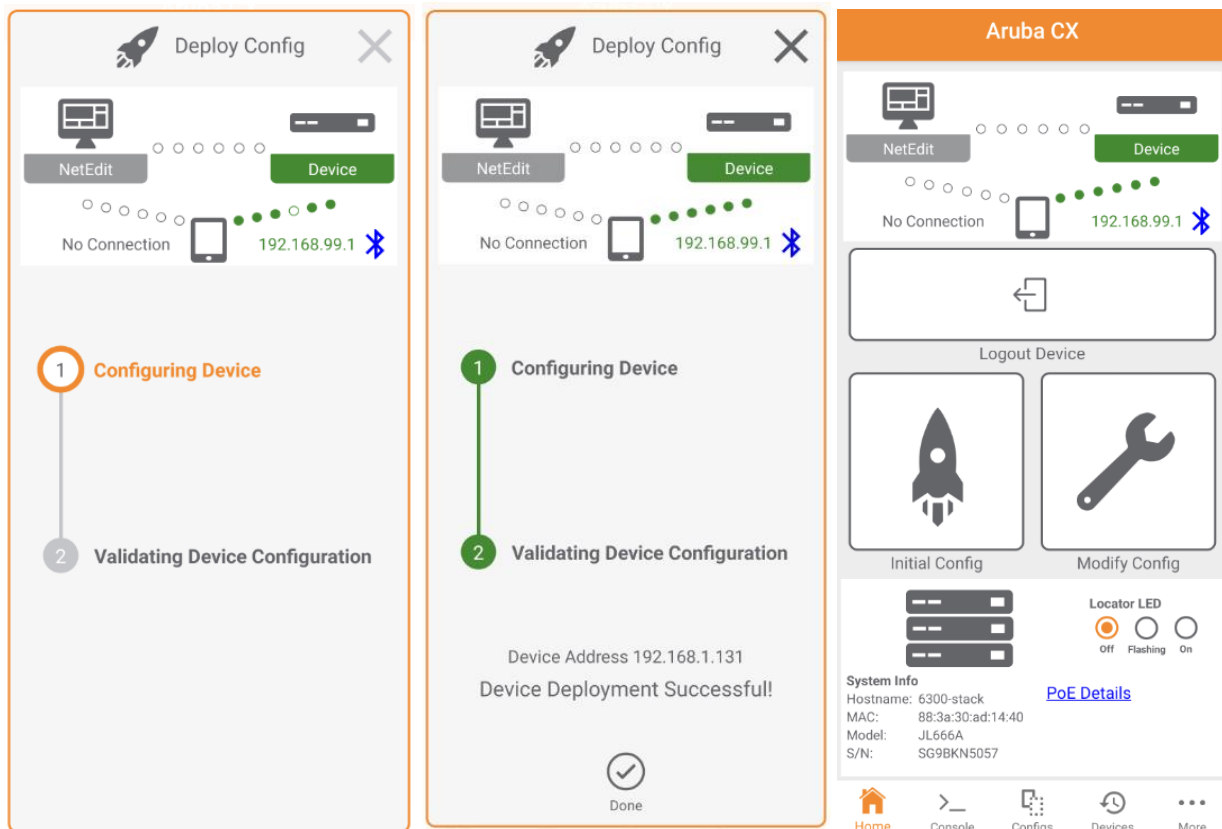 Deploy Config
NetEdit
Device
No Connection
192.168.99.1
1
Configuring Device
2
Validating Device Configuration
Deploy Config
NetEdit
Device
No Connection
192.168.99.1
1
Configuring Device
2
Validating Device Configuration
Device Address 192.168.1.131
Device Deployment Successful!
Done
Aruba CX
NetEdit
Device
No Connection
192.168.99.1
Logout Device
Initial Config
Modify Config
Locator LED
Off Flashing On
System Info
Hostname: 6300-stack
PoE Details
MAC: 88:3a:30:ad:14:40
Model: JL666A
S/N: SG9BKN5057
Home Console Configs Devices More